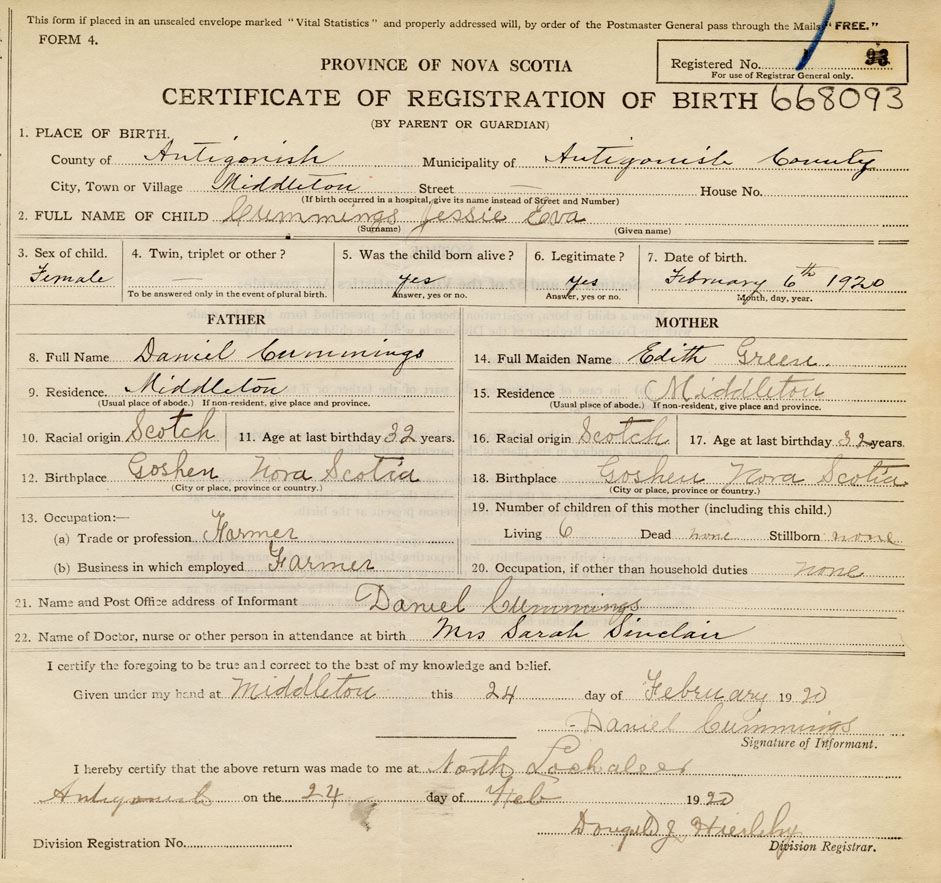 This form if placed in an unsealed envelope marked "Vital Statistics" and properly addressed will, by order of the Postmaster General pass through the Mails "FREE."
FORM 4.
Registered No. 93
For use of Registrar General only.
PROVINCE OF NOVA SCOTIA
CERTIFICATE OF REGISTRATION OF BIRTH 668093
(BY PARENT OR GUARDIAN)
1. PLACE OF BIRTH.
County of Antigonish Municipality of Antigonish County
City, Town or Village Middleton Street — House No.
(If birth occurred in a hospital, give its name instead of Street and Number)
2. FULL NAME OF CHILD Cummings Jessie Eva
(Surname) (Given name)
3. Sex of child. 4. Twin, triplet or other? 5. Was the child born alive? 6. Legitimate? 7. Date of birth.
Female — yes yes February 6th 1920
To be answered only in the event of plural birth. Answer, yes or no. Answer, yes or no. Month, day, year.
FATHER
8. Full Name Daniel Cummings
9. Residence. Middleton
(Usual place of abode.) If non-resident, give place and province.
10. Racial origin Scotch 11. Age at last birthday 32 years.
12. Birthplace Goshen Nova Scotia
(City or place, province or country.)
13. Occupation:—
(a) Trade or profession Farmer
(b) Business in which employed Farmer
MOTHER
14. Full Maiden Name Edith Green
15. Residence Middleton
(Usual place of abode.) If non-resident, give place and province.
16. Racial origin Scotch 17. Age at last birthday 32 years.
18. Birthplace Goshen Nova Scotia
(City or place, province or country.)
19. Number of children of this mother (including this child.)
Living 6 Dead none Stillborn none
20. Occupation, if other than household duties none
21. Name and Post Office address of Informant Daniel Cummings
22. Name of Doctor, nurse or other person in attendance at birth Mrs Sarah Sinclair
I certify the foregoing to be true and correct to the best of my knowledge and belief.
Given under my hand at Middleton this 24 day of February 1920
Daniel Cummings
Signature of Informant.
I hereby certify that the above return was made to me at North Lochaber
Antigonish on the 24 day of Feb 1920
J
Division Registration No. Division Registrar.